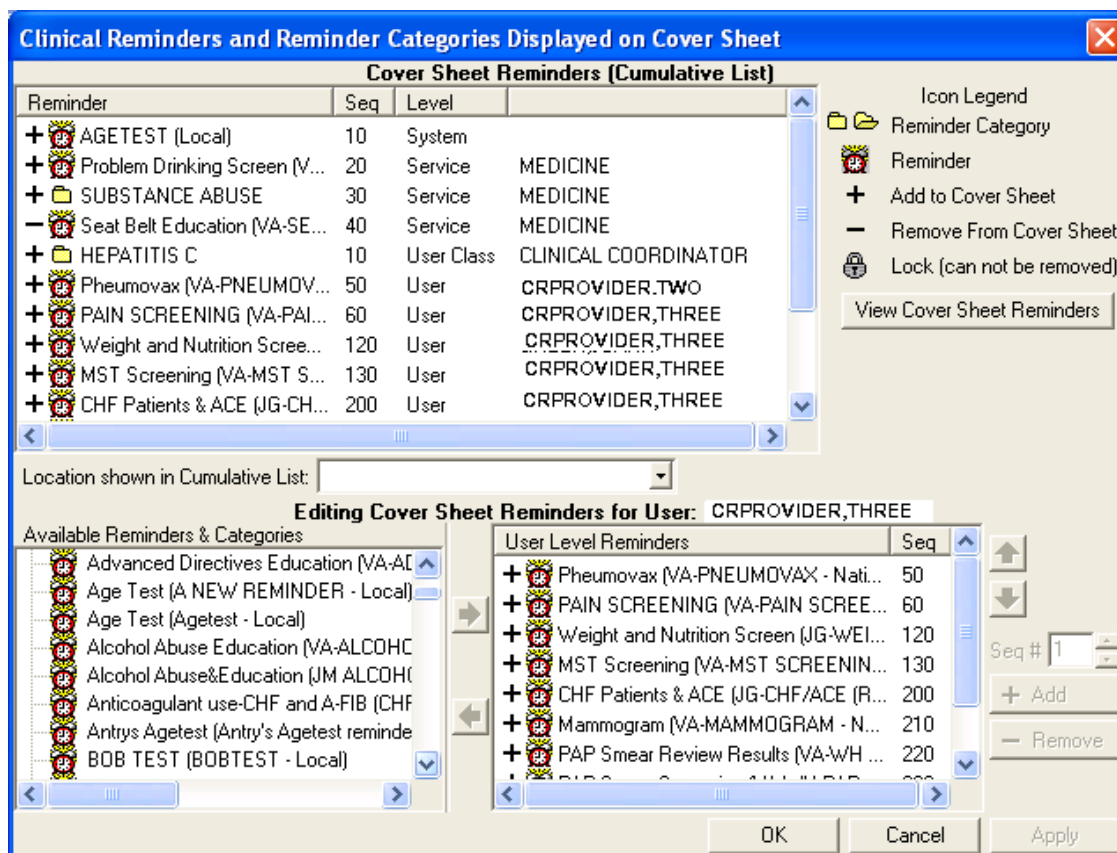 Clinical Reminders and Reminder Categories Displayed on Cover Sheet
Cover Sheet Reminders (Cumulative List)
Reminder Seq Level
+ AGETEST (Local) 10 System
+ Problem Drinking Screen (V... 20 Service MEDICINE
+ SUBSTANCE ABUSE 30 Service MEDICINE
− Seat Belt Education (VA-SE... 40 Service MEDICINE
+ HEPATITIS C 10 User Class CLINICAL COORDINATOR
+ Pheumovax (VA-PNEUMOV... 50 User CRPROVIDER.TWO
+ PAIN SCREENING (VA-PAI... 60 User CRPROVIDER,THREE
+ Weight and Nutrition Scree... 120 User CRPROVIDER,THREE
+ MST Screening (VA-MST S... 130 User CRPROVIDER,THREE
+ CHF Patients & ACE (JG-CH... 200 User CRPROVIDER,THREE
Icon Legend
Reminder Category
Reminder
+ Add to Cover Sheet
− Remove From Cover Sheet
Lock (can not be removed)
View Cover Sheet Reminders
Location shown in Cumulative List:
Editing Cover Sheet Reminders for User: CRPROVIDER,THREE
Available Reminders & Categories
Advanced Directives Education (VA-AD
Age Test (A NEW REMINDER - Local)
Age Test (Agetest - Local)
Alcohol Abuse Education (VA-ALCOHO
Alcohol Abuse&Education (JM ALCOHO
Anticoagulant use-CHF and A-FIB (CHF
Antrys Agetest (Antry's Agetest reminde
BOB TEST (BOBTEST - Local)
User Level Reminders Seq
+ Pheumovax (VA-PNEUMOVAX - Nati... 50
+ PAIN SCREENING (VA-PAIN SCREE... 60
+ Weight and Nutrition Screen (JG-WEI... 120
+ MST Screening (VA-MST SCREENIN... 130
+ CHF Patients & ACE (JG-CHF/ACE (R... 200
+ Mammogram (VA-MAMMOGRAM - N... 210
+ PAP Smear Review Results (VA-WH ... 220
Seq # 1
+ Add
− Remove
OK Cancel Apply